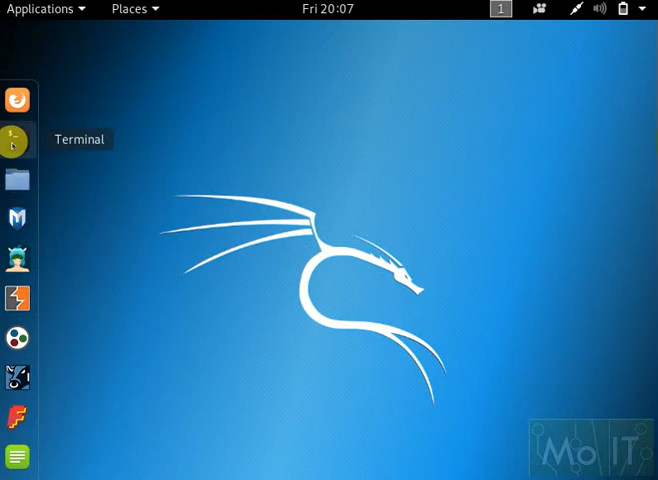 Applications Places Fri 20:07 1
$_
Terminal
Mo IT